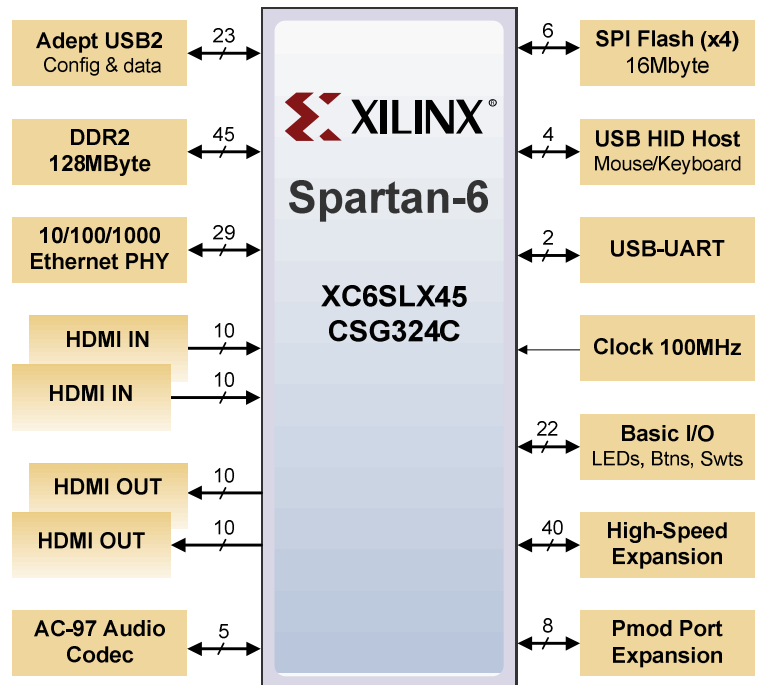 Adept USB2
Config & data
23
DDR2
128MByte
45
10/100/1000
Ethernet PHY
29
HDMI IN
10
HDMI IN
10
HDMI OUT
10
HDMI OUT
10
AC-97 Audio
Codec
5
XILINX®
Spartan-6
XC6SLX45
CSG324C
6
SPI Flash (x4)
16Mbyte
4
USB HID Host
Mouse/Keyboard
2
USB-UART
Clock 100MHz
22
Basic I/O
LEDs, Btns, Swts
40
High-Speed
Expansion
8
Pmod Port
Expansion